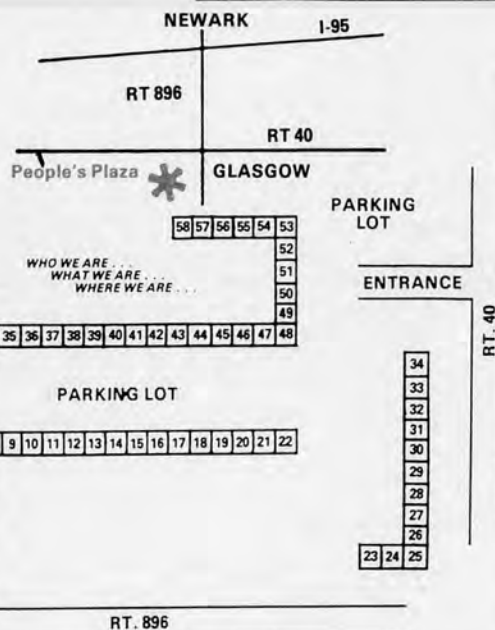 NEWARK
I-95
RT 896
RT 40
People's Plaza
GLASGOW
PARKING
LOT
58 57 56 55 54 53
52
WHO WE ARE . . .
WHAT WE ARE . . .
WHERE WE ARE . . .
51
50
49
ENTRANCE
35 36 37 38 39 40 41 42 43 44 45 46 47 48
RT. 40
34
33
32
31
30
29
28
27
26
PARKING LOT
9 10 11 12 13 14 15 16 17 18 19 20 21 22
23 24 25
RT. 896